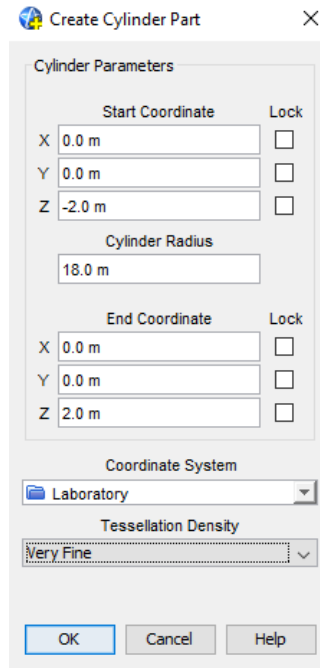 Create Cylinder Part
Cylinder Parameters
Start Coordinate Lock
X 0.0 m
Y 0.0 m
Z -2.0 m
Cylinder Radius
18.0 m
End Coordinate Lock
X 0.0 m
Y 0.0 m
Z 2.0 m
Coordinate System
Laboratory
Tessellation Density
Very Fine
OK Cancel Help